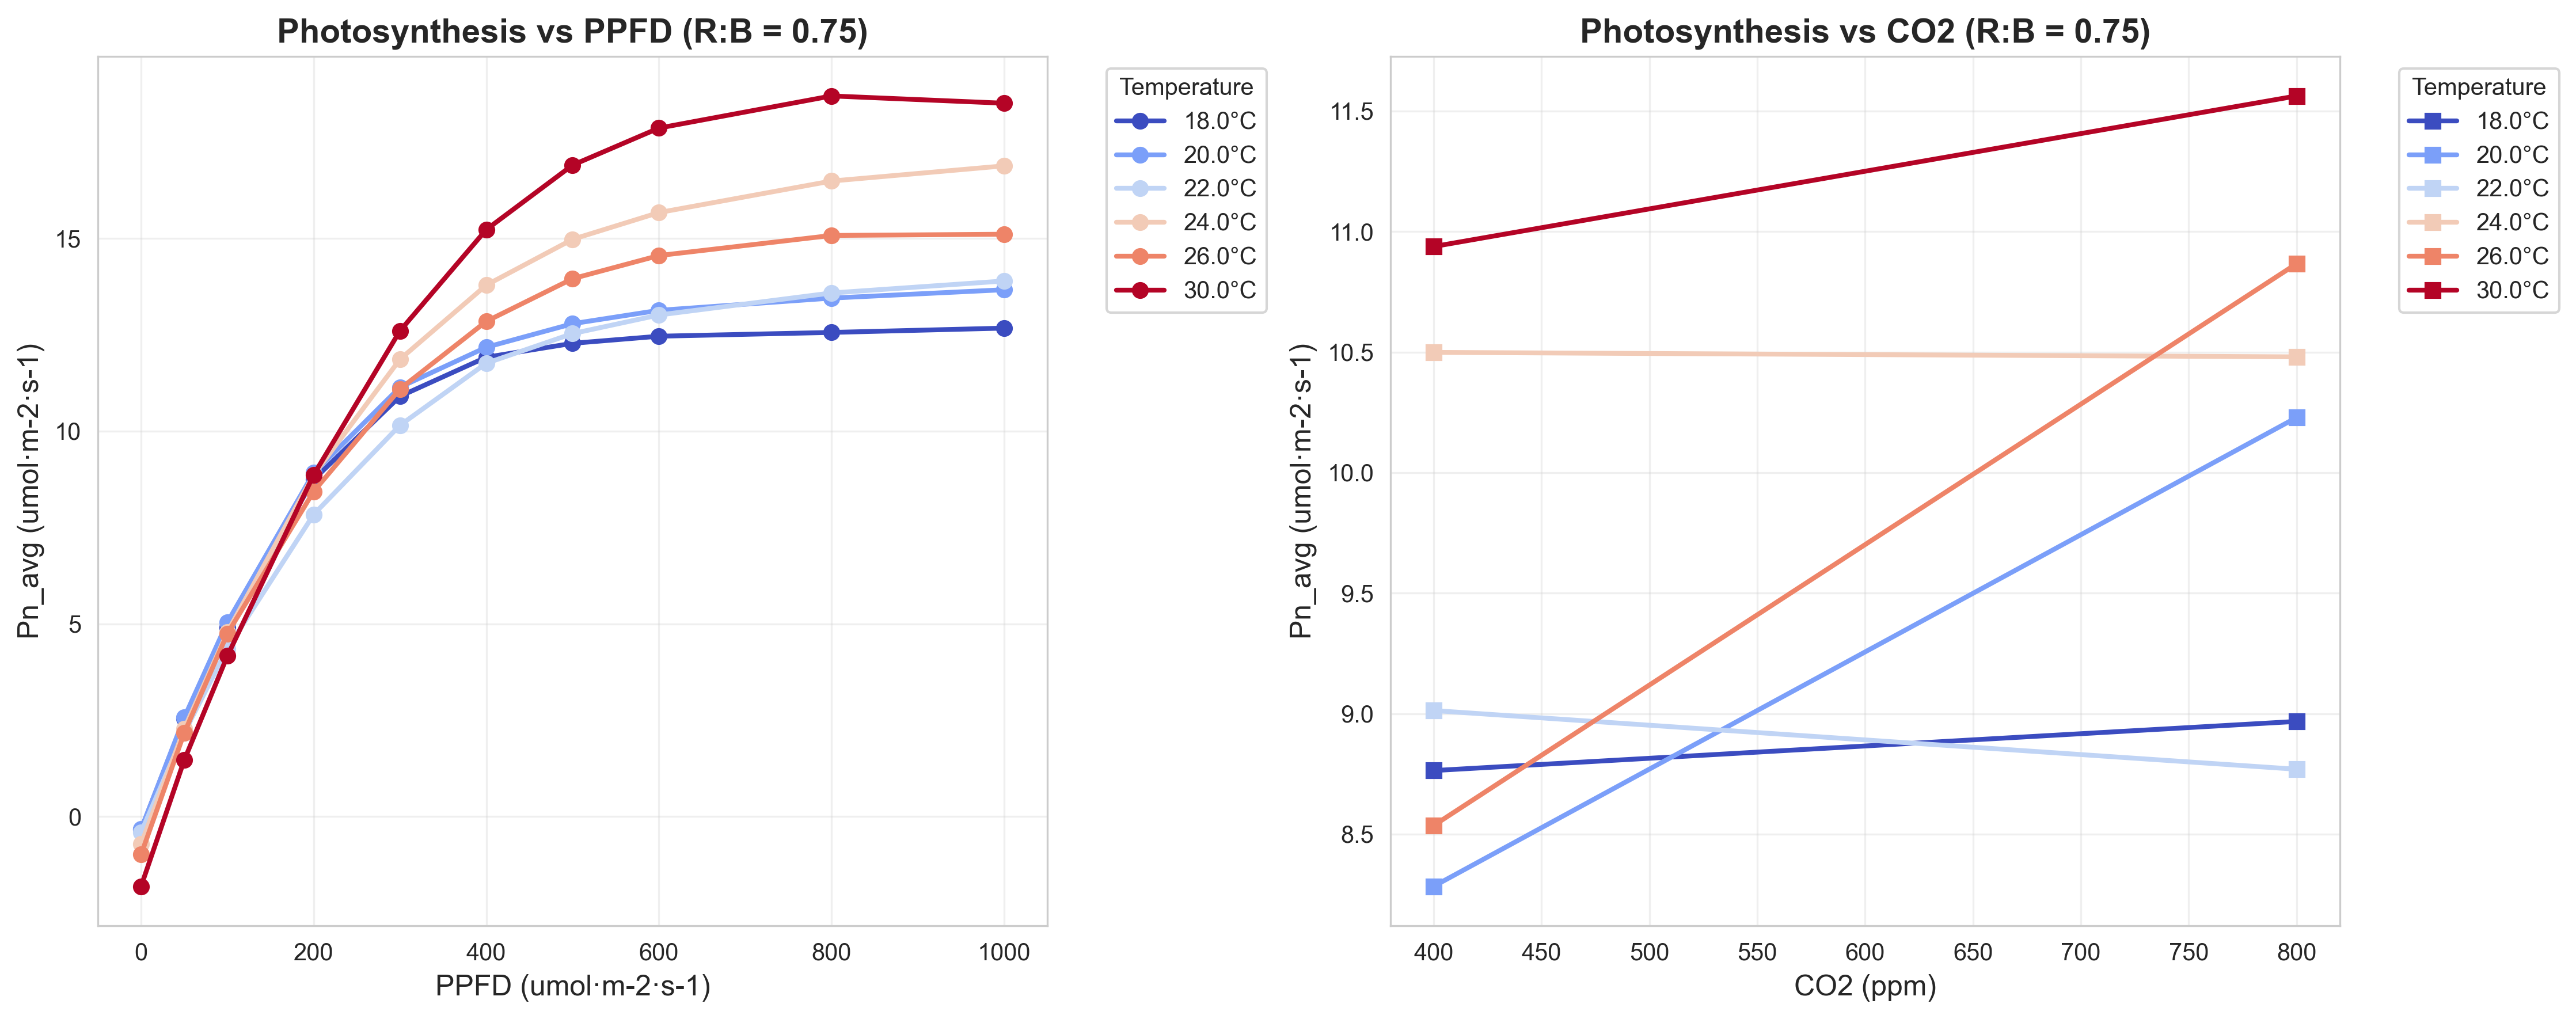 Photosynthesis vs PPFD (R:B = 0.75)
Pn_avg (umol·m-2·s-1)
15
10
5
0
0 200 400 600 800 1000
PPFD (umol·m-2·s-1)
Temperature
18.0°C
20.0°C
22.0°C
24.0°C
26.0°C
30.0°C
Photosynthesis vs CO2 (R:B = 0.75)
Pn_avg (umol·m-2·s-1)
11.5
11.0
10.5
10.0
9.5
9.0
8.5
400 450 500 550 600 650 700 750 800
CO2 (ppm)
Temperature
18.0°C
20.0°C
22.0°C
24.0°C
26.0°C
30.0°C